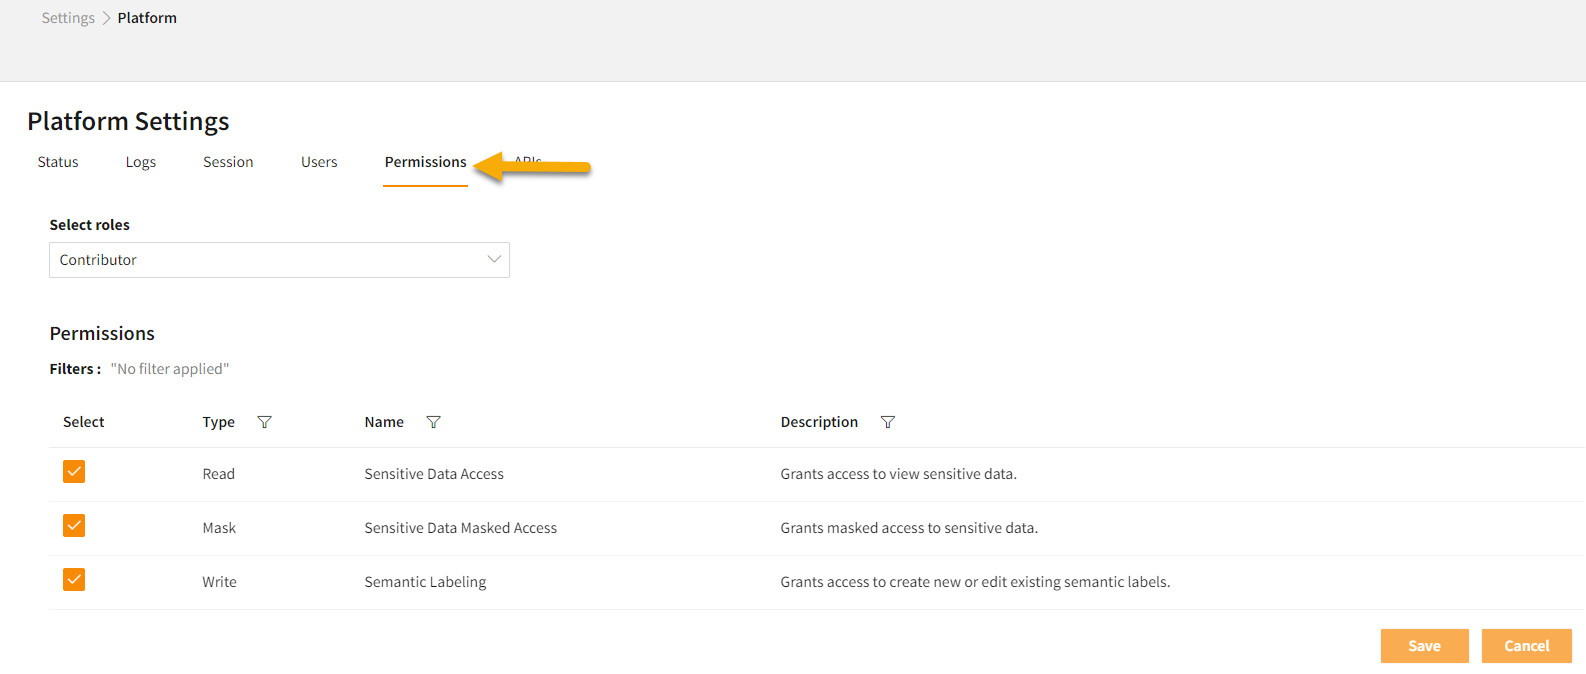 Settings > Platform
Platform Settings
Status Logs Session Users Permissions APIs
Select roles
Contributor
Permissions
Filters : "No filter applied"
Select Type Name Description
Read Sensitive Data Access Grants access to view sensitive data.
Mask Sensitive Data Masked Access Grants masked access to sensitive data.
Write Semantic Labeling Grants access to create new or edit existing semantic labels.
Save Cancel